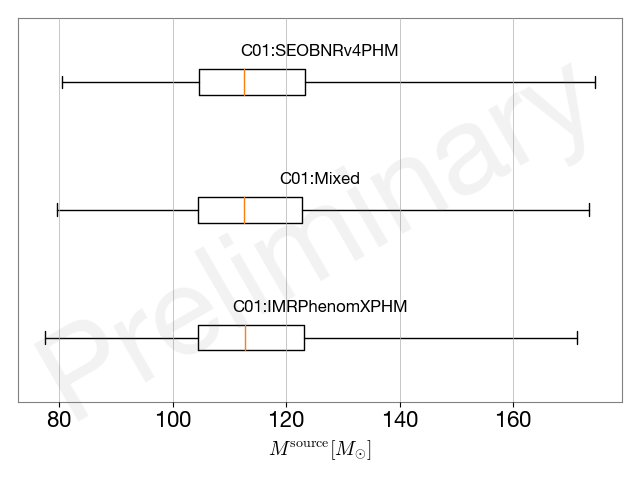 C01:SEOBNRv4PHM
C01:Mixed
C01:IMRPhenomXPHM
Preliminary
80 100 120 140 160
M^source[M_⊙]